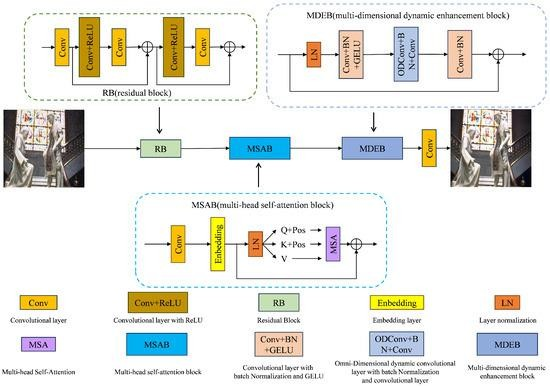 MDEB(multi-dimensional dynamic enhancement block)
Conv
Conv+ReLU
Conv
Conv+ReLU
Conv
RB(residual block)
LN
Conv+BN
+GELU
ODConv+B
N+Conv
Conv+BN
RB
MSAB
MDEB
Conv
MSAB(multi-head self-attention block)
Conv
Embedding
LN
Q+Pos
K+Pos
V
MSA
Conv
Convolutional layer
Conv+ReLU
Convolutional layer with ReLU
RB
Residual Block
Embedding
Embedding layer
LN
Layer normalization
MSA
Multi-head Self-Attention
MSAB
Multi-head self-attention block
Conv+BN
+GELU
Convolutional layer with
batch Normalization and GELU
ODConv+B
N+Conv
Omni-Dimensional dynamic convolutional
layer with batch Normalization
and convolutional layer
MDEB
Multi-dimensional dynamic
enhancement block